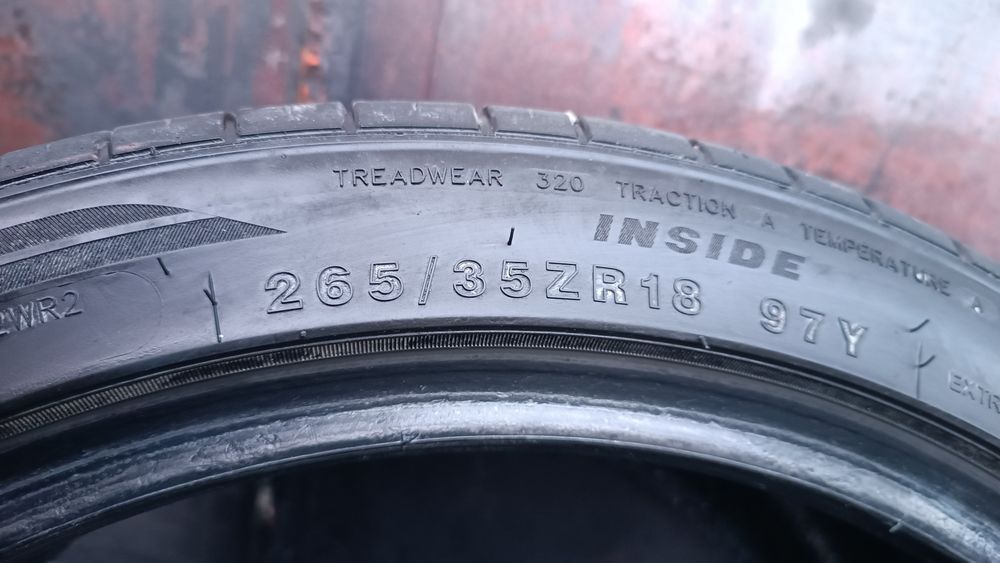 TREADWEAR 320 TRACTION A TEMPERATURE A
INSIDE
265/35ZR18 97Y